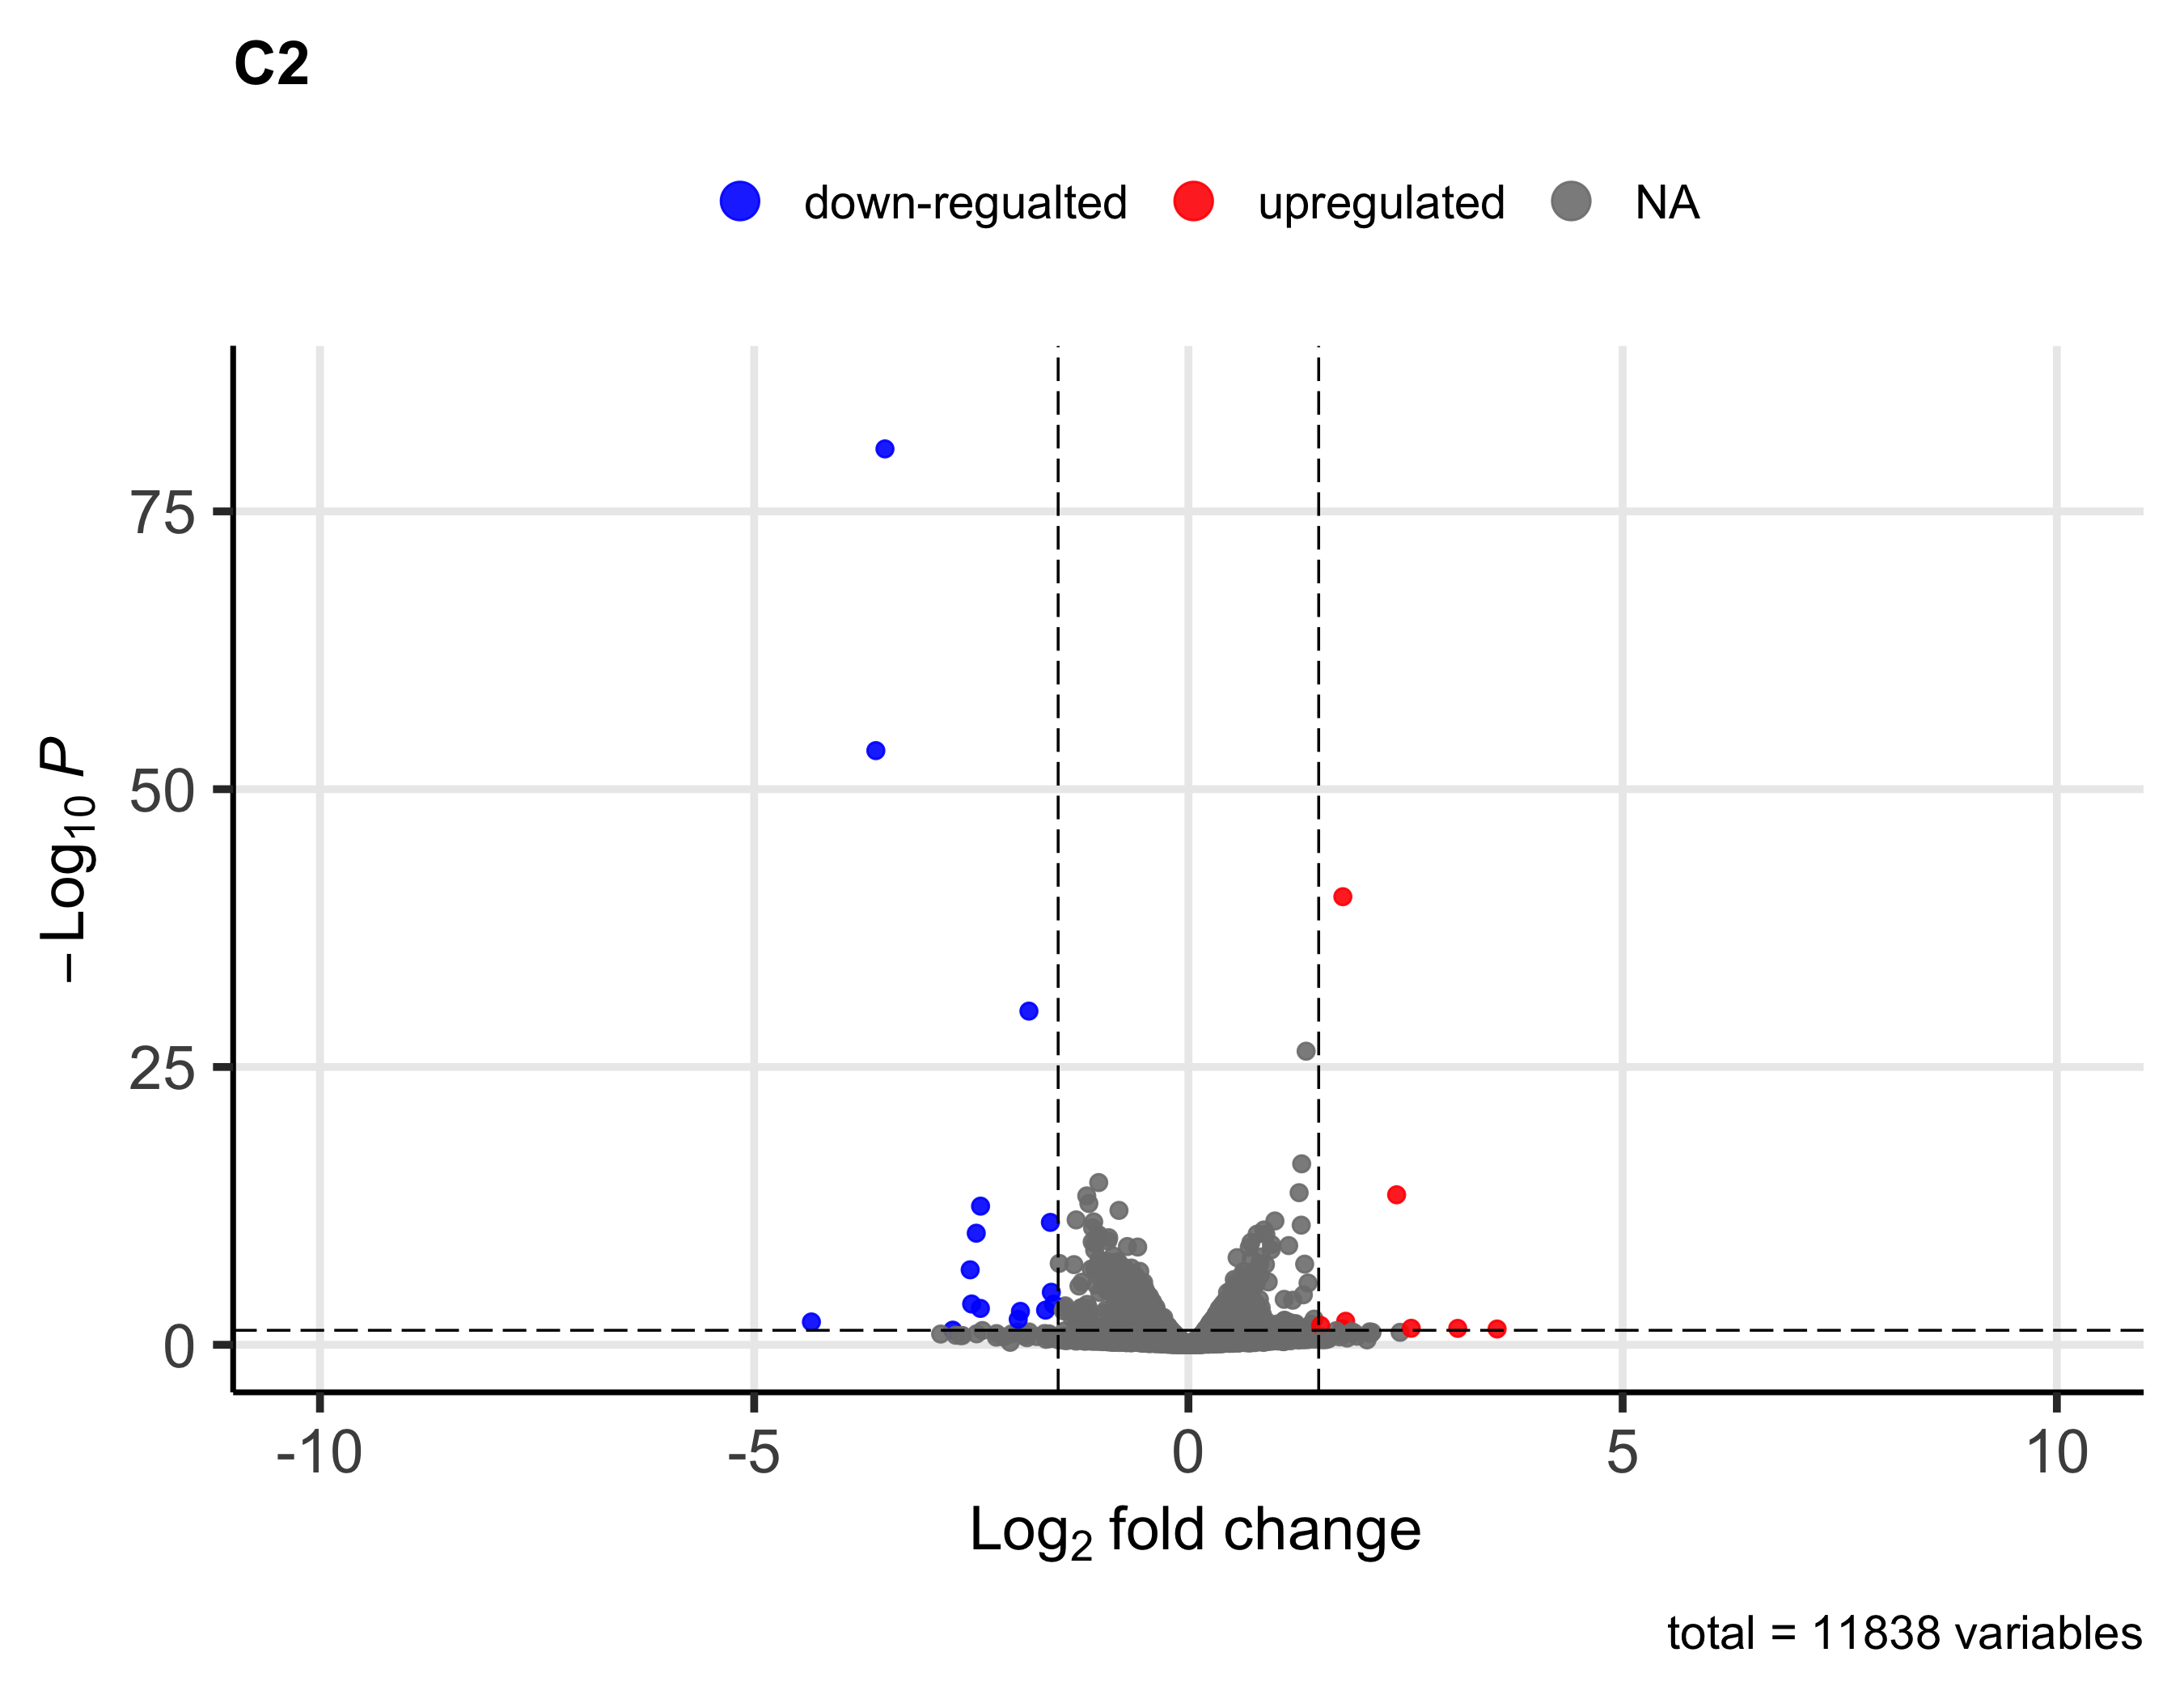 C2
down-regualted upregulated NA
– Log₁₀ P
75
50
25
0
-10 -5 0 5 10
Log₂ fold change
total = 11838 variables